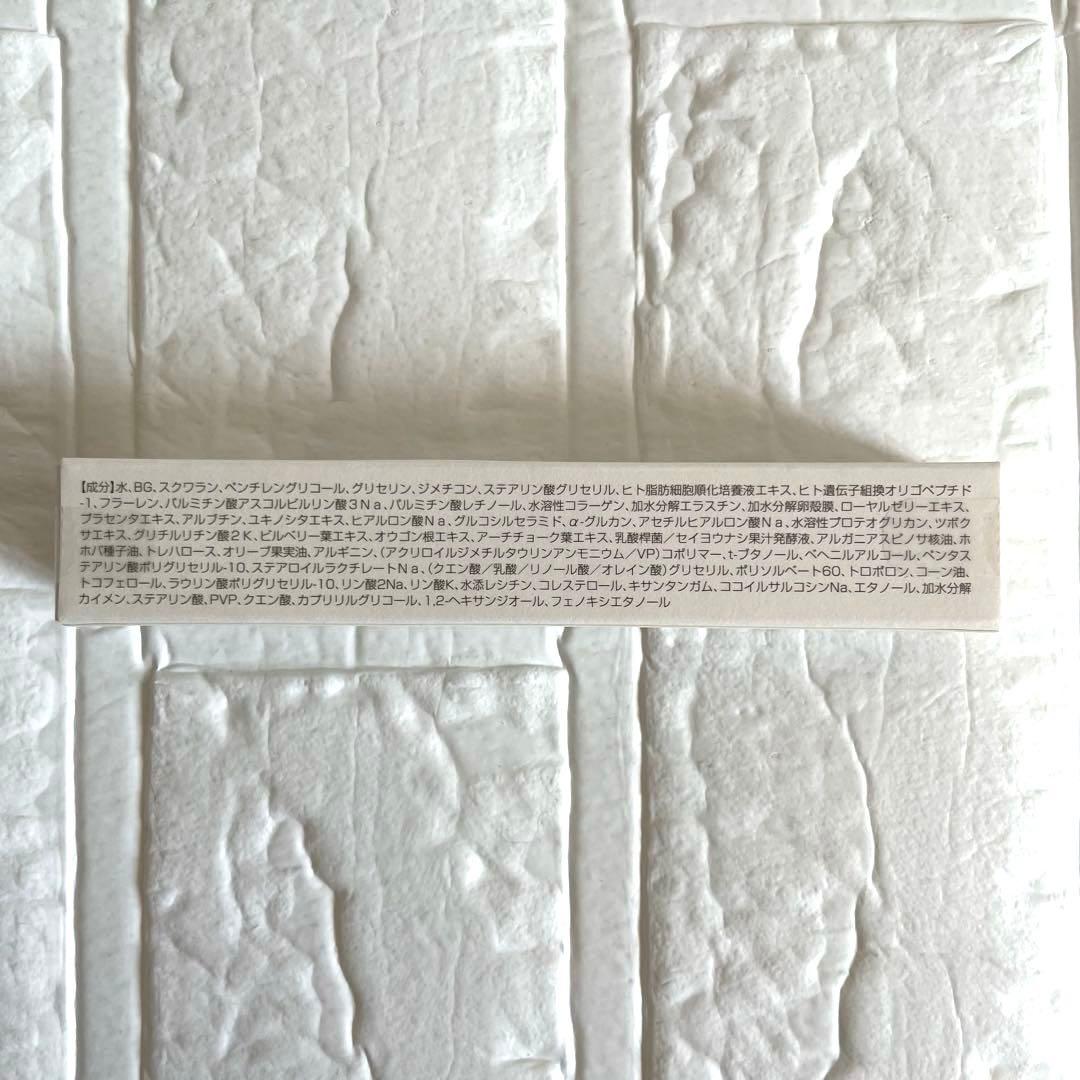 【成分】水、BG、スクワラン、ペンチレングリコール、グリセリン、ジメチコン、ステアリン酸グリセリル、ヒト脂肪細胞順化培養液エキス、ヒト遺伝子組換オリゴペプチド
-1、フラーレン、パルミチン酸アスコルビルリン酸3Na、パルミチン酸レチノール、水溶性コラーゲン、加水分解エラスチン、加水分解卵殻膜、ローヤルゼリーエキス、
プラセンタエキス、アルブチン、ユキノシタエキス、ヒアルロン酸Na、グルコシルセラミド、α-グルカン、アセチルヒアルロン酸Na、水溶性プロテオグリカン、ツボク
サエキス、グリチルリチン酸2K、ビルベリー葉エキス、オウゴン根エキス、アーチチョーク葉エキス、乳酸桿菌/セイヨウナシ果汁発酵液、アルガニアスピノサ核油、ホ
ホバ種子油、トレハロース、オリーブ果実油、アルギニン、(アクリロイルジメチルタウリンアンモニウム/VP)コポリマー、t-ブタノール、ベヘニルアルコール、ペンタス
テアリン酸ポリグリセリル-10、ステアロイルラクチレートNa、(クエン酸/乳酸/リノール酸/オレイン酸)グリセリル、ポリソルベート60、トロポロン、コーン油、
トコフェロール、ラウリン酸ポリグリセリル-10、リン酸2Na、リン酸K、水添レシチン、コレステロール、キサンタンガム、ココイルサルコシンNa、エタノール、加水分解
カイメン、ステアリン酸、PVP、クエン酸、カプリリルグリコール、1,2-ヘキサンジオール、フェノキシエタノール